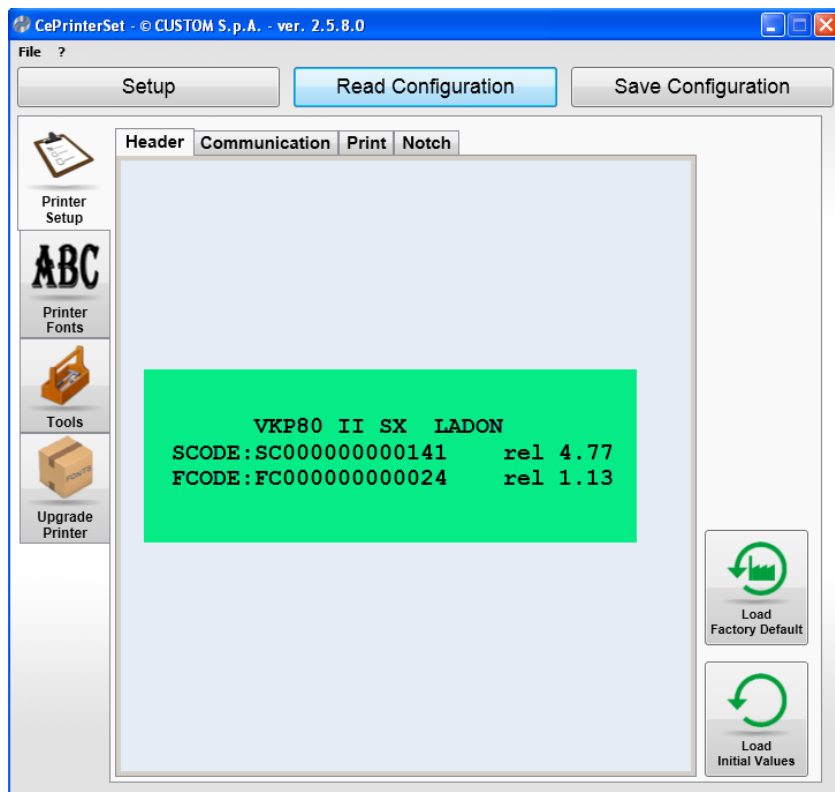 CePrinterSet - © CUSTOM S.p.A. - ver. 2.5.8.0
File ?
Setup Read Configuration Save Configuration
Header Communication Print Notch
Printer
Setup
ABC
Printer
Fonts
Tools
FONTS
Upgrade
Printer
VKP80 II SX LADON
SCODE:SC000000000141 rel 4.77
FCODE:FC000000000024 rel 1.13
Load
Factory Default
Load
Initial Values